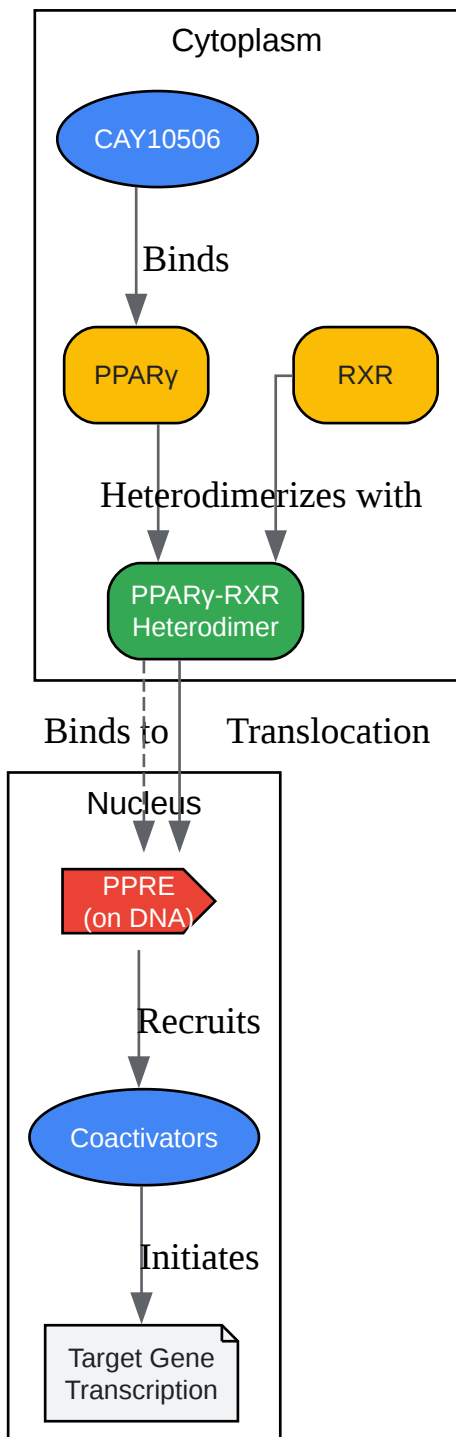 Cytoplasm
CAY10506
Binds
PPARγ
RXR
Heterodimerizes with
PPARγ-RXR
Heterodimer
Binds to
Translocation
Nucleus
PPRE
(on DNA)
Recruits
Coactivators
Initiates
Target Gene
Transcription